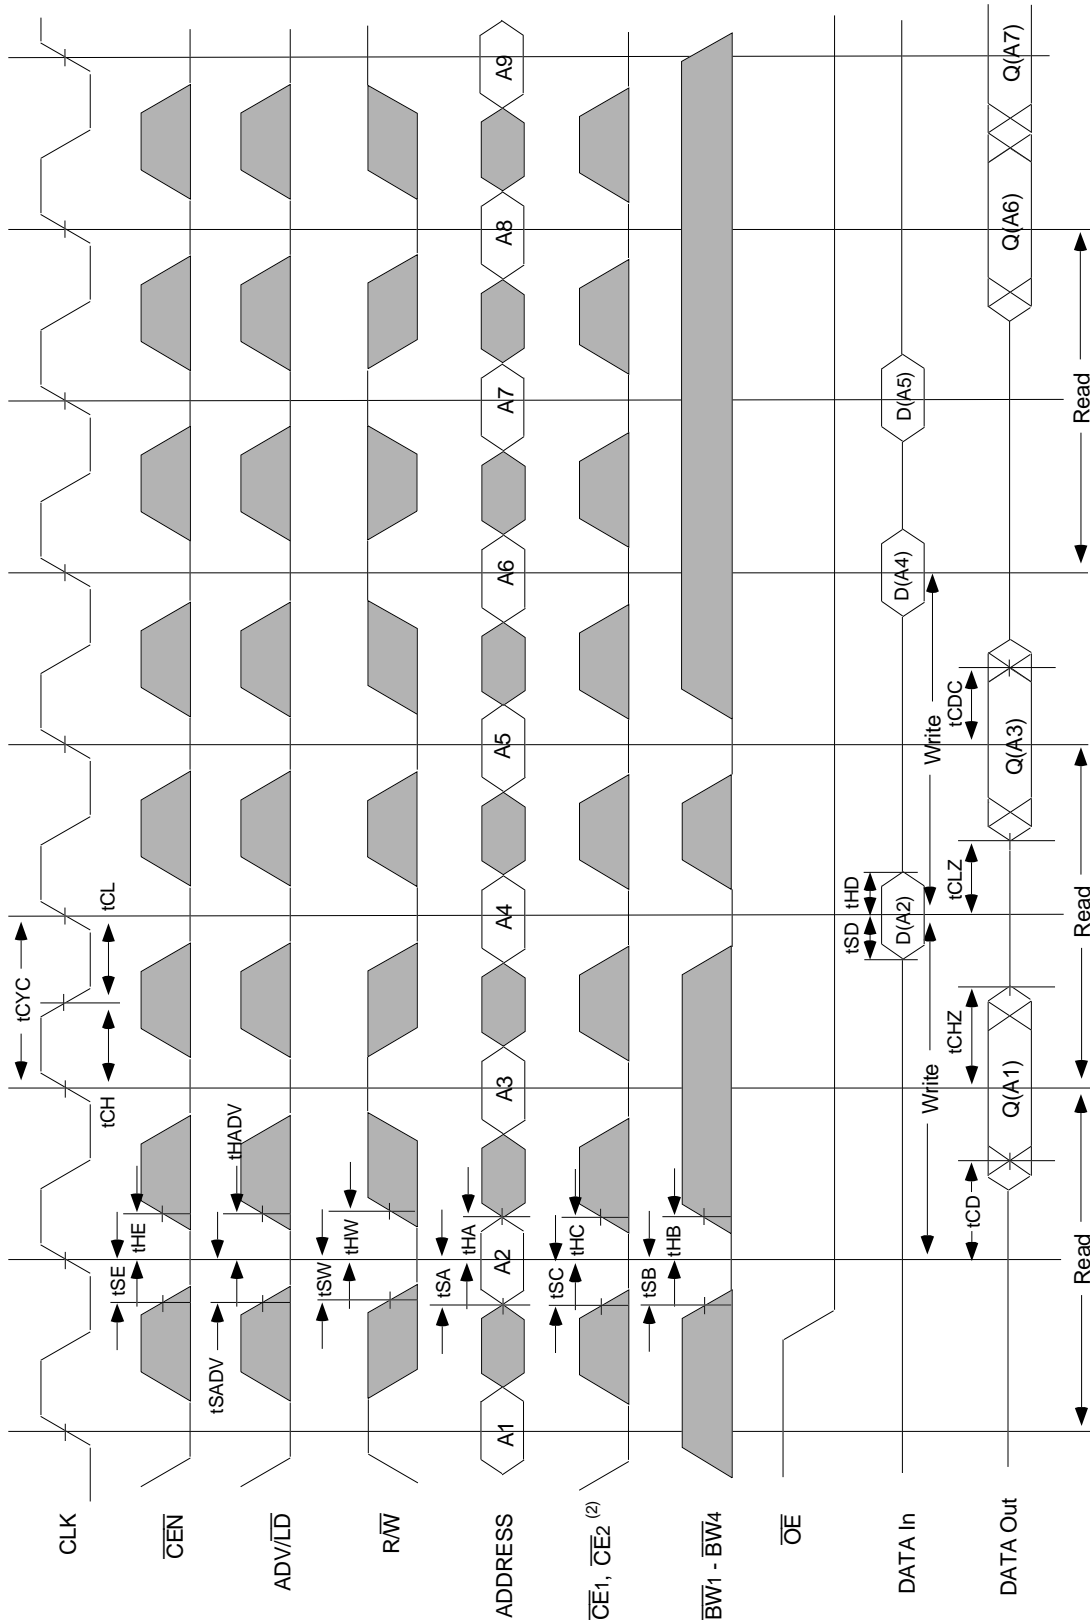 CLK
tCYC
tCH
tCL
CEN
tSE
tHE
ADV/LD
tSADV
tHADV
R/W
tSW
tHW
ADDRESS
A1
A2
A3
A4
A5
A6
A7
A8
A9
tSA
tHA
CE1, CE2 (2)
tSC
tHC
BW1 - BW4
tSB
tHB
OE
DATA In
D(A2)
D(A4)
D(A5)
tSD
tHD
Write
Write
DATA Out
Q(A1)
Q(A3)
Q(A6)
Q(A7)
tCD
tCHZ
tCLZ
tCDC
Read
Read
Read